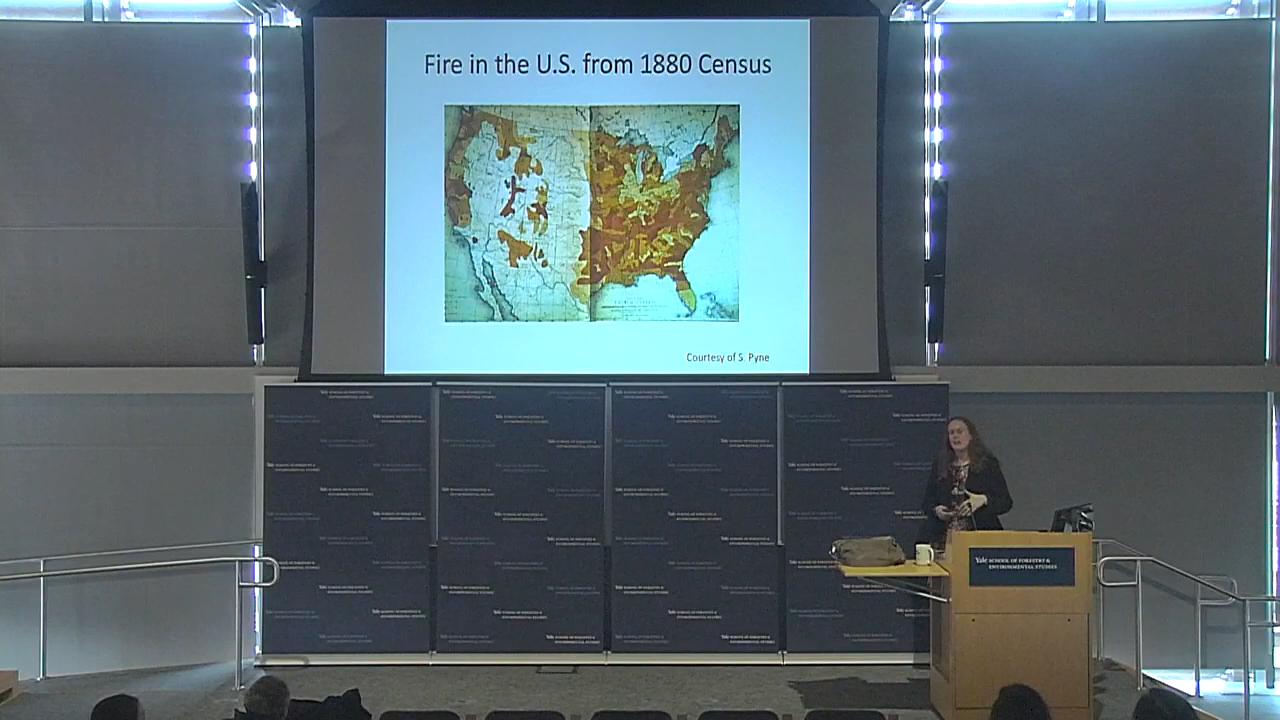 Fire in the U.S. from 1880 Census
Courtesy of S. Pyne
Yale SCHOOL OF FORESTRY &
ENVIRONMENTAL STUDIES